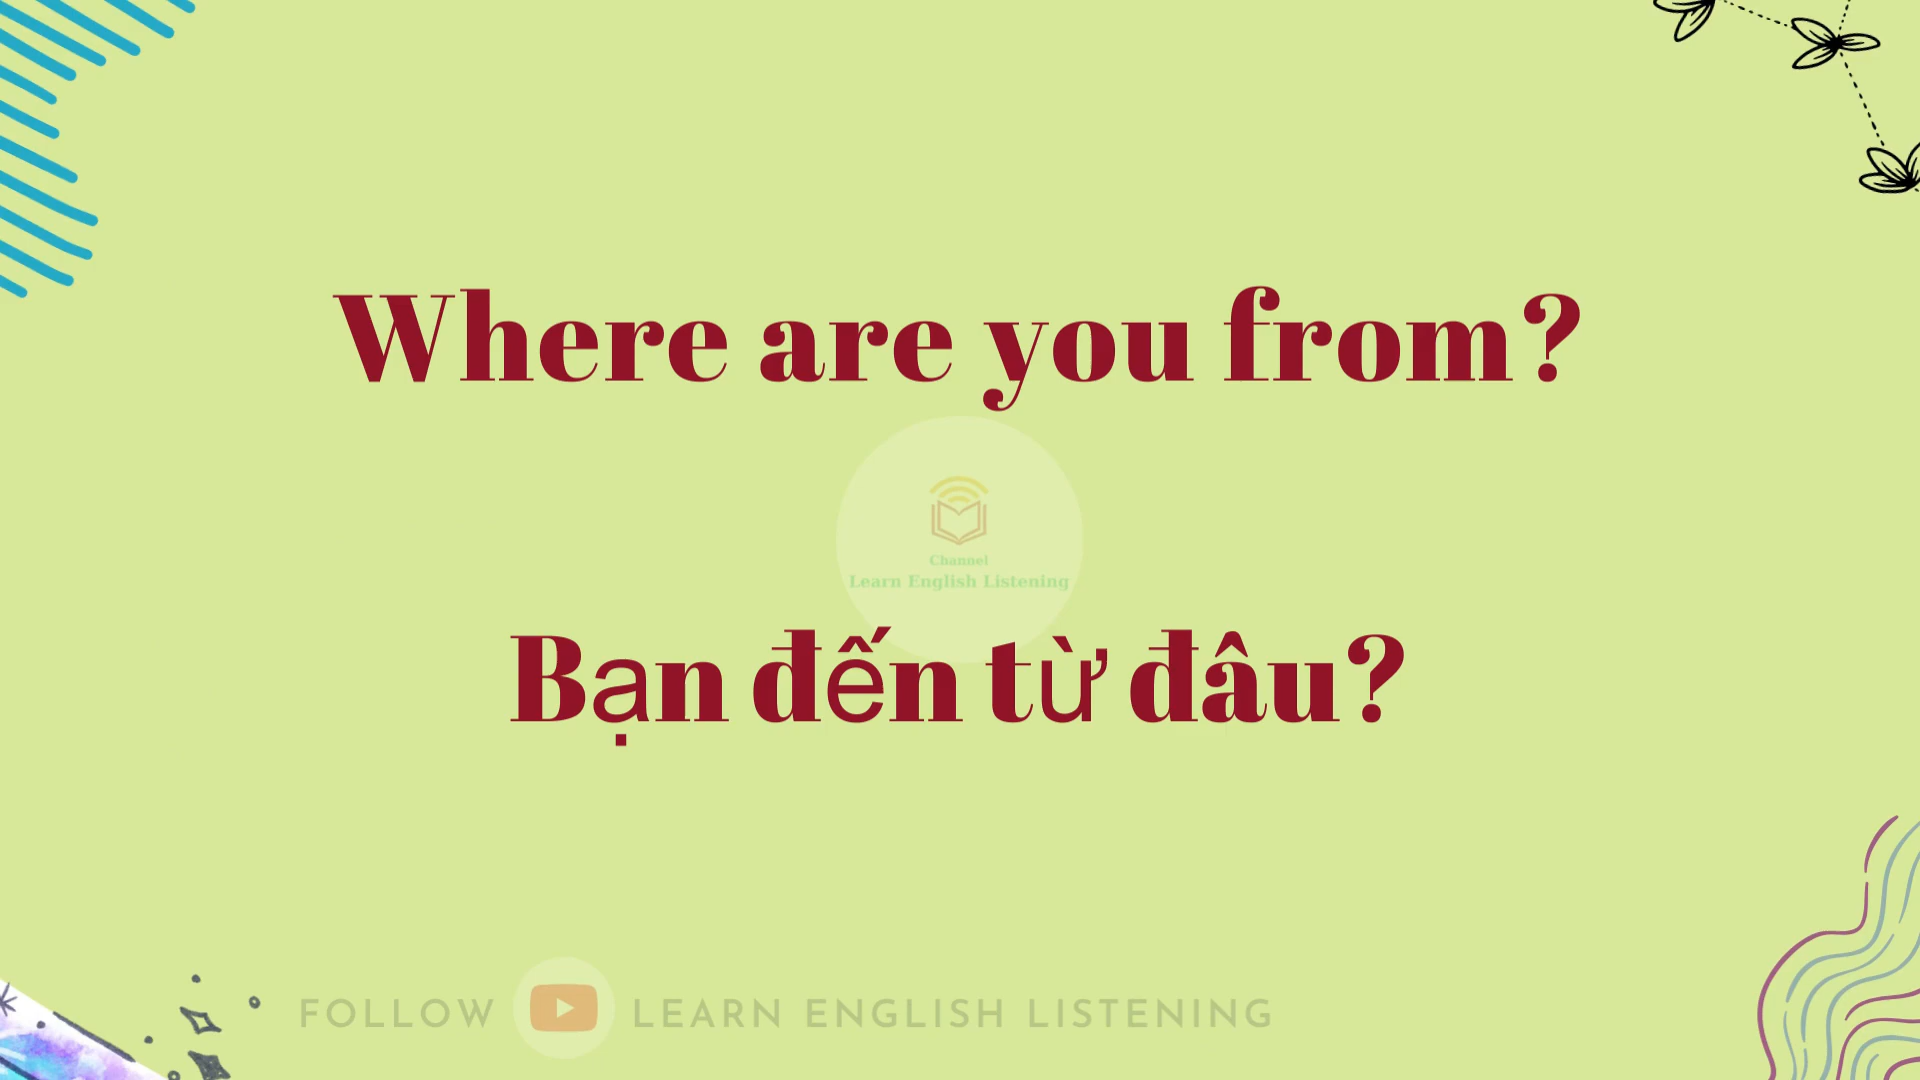 Where are you from?
Channel
Learn English Listening
Bạn đến từ đâu?
FOLLOW LEARN ENGLISH LISTENING